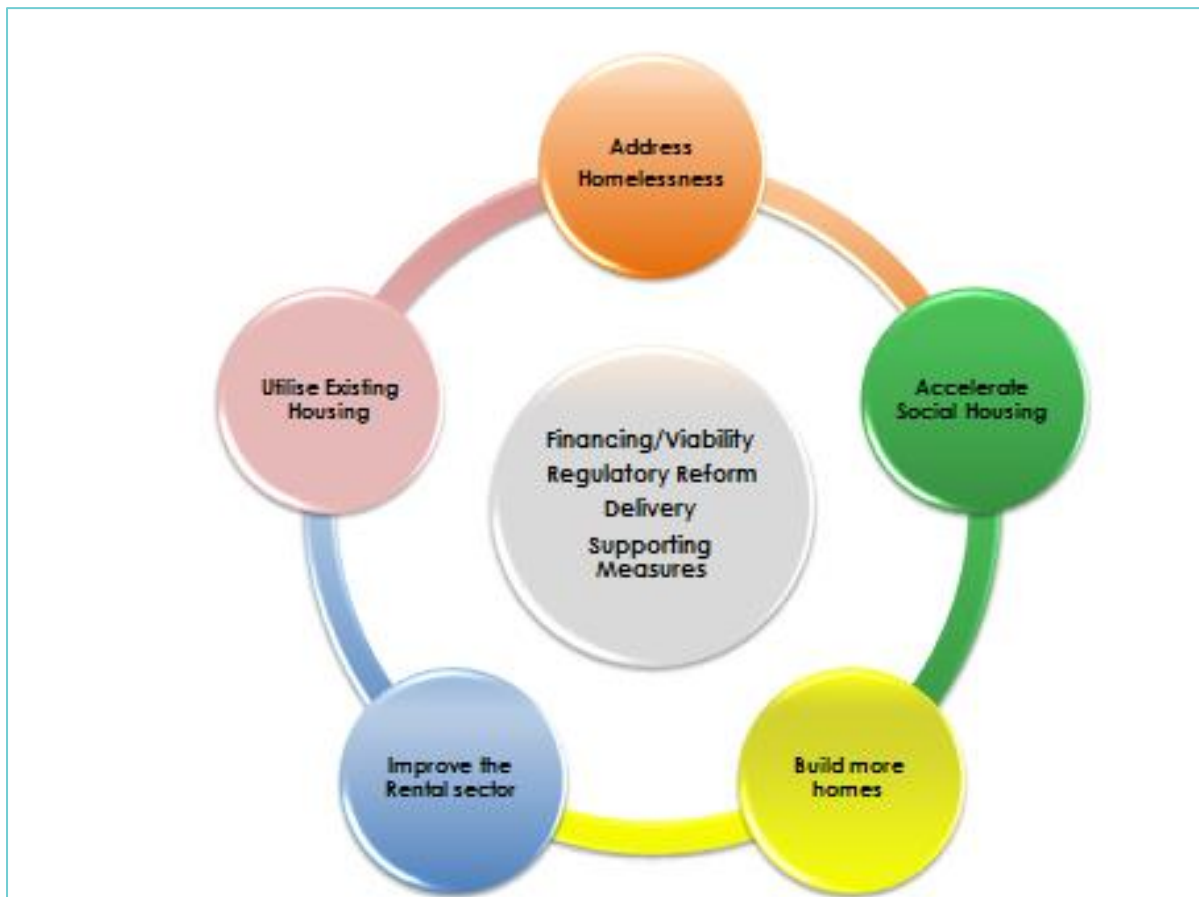 Address
Homelessness
Utilise Existing
Housing
Accelerate
Social Housing
Financing/Viability
Regulatory Reform
Delivery
Supporting
Measures
Improve the
Rental sector
Build more
homes